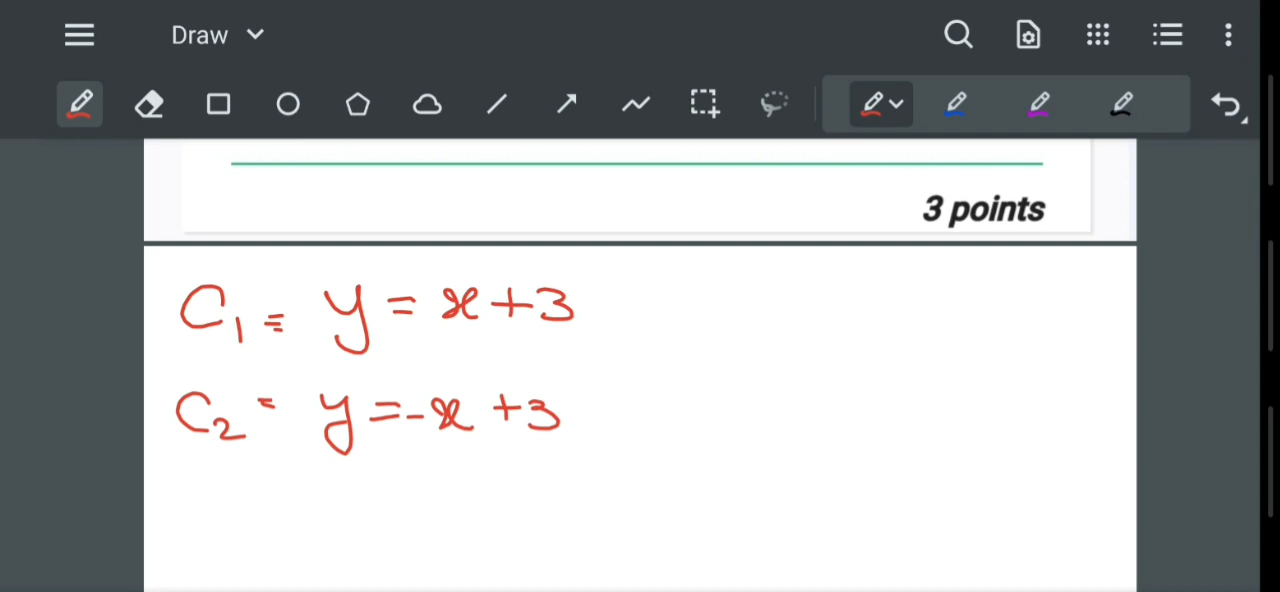 Draw
3 points
C₁ = y = x + 3
C₂ = y = -x + 3